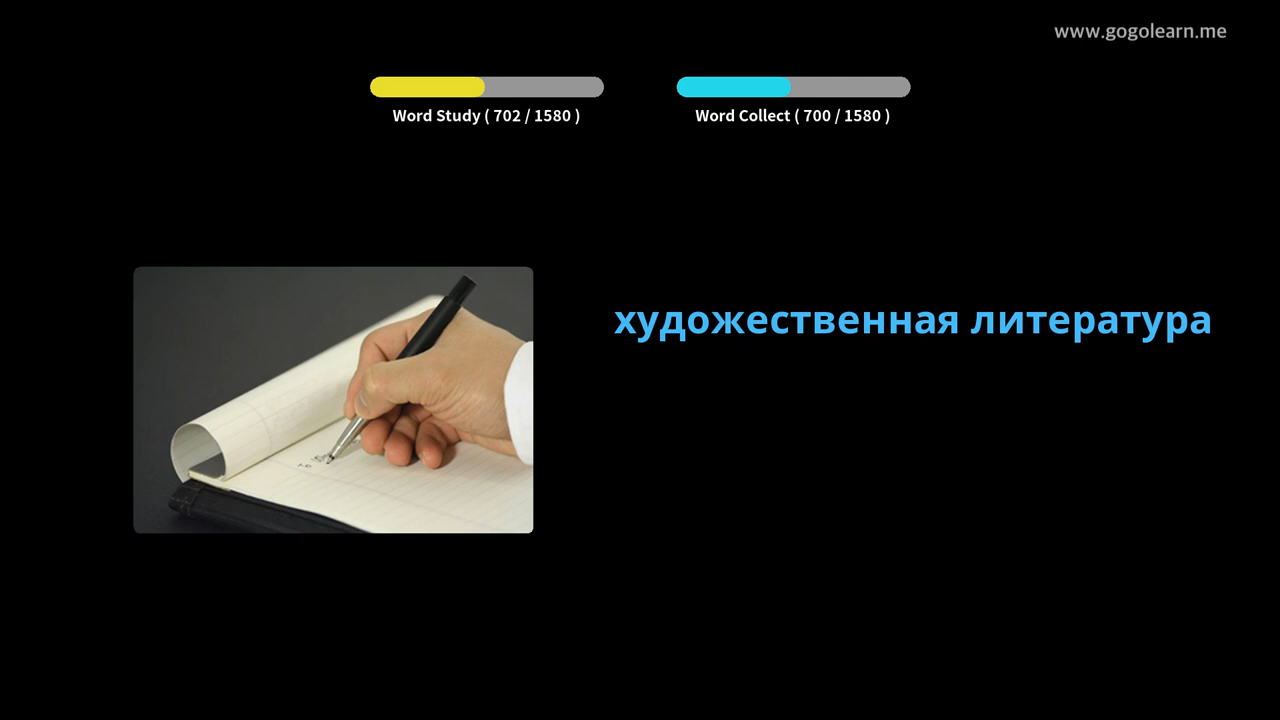 www.gogolearn.me
Word Study ( 702 / 1580 )
Word Collect ( 700 / 1580 )
художественная литература